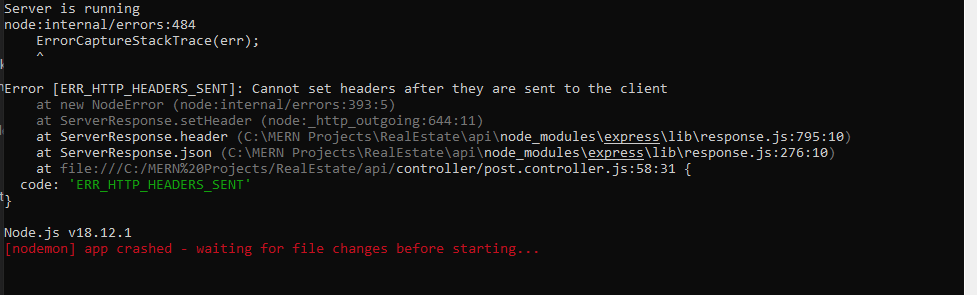 Server is running
node:internal/errors:484
    ErrorCaptureStackTrace(err);
    ^
Error [ERR_HTTP_HEADERS_SENT]: Cannot set headers after they are sent to the client
    at new NodeError (node:internal/errors:393:5)
    at ServerResponse.setHeader (node:_http_outgoing:644:11)
    at ServerResponse.header (C:\MERN Projects\RealEstate\api\node_modules\express\lib\response.js:795:10)
    at ServerResponse.json (C:\MERN Projects\RealEstate\api\node_modules\express\lib\response.js:276:10)
    at file:///C:/MERN%20Projects/RealEstate/api/controller/post.controller.js:58:31 {
  code: 'ERR_HTTP_HEADERS_SENT'
}
Node.js v18.12.1
[nodemon] app crashed - waiting for file changes before starting...